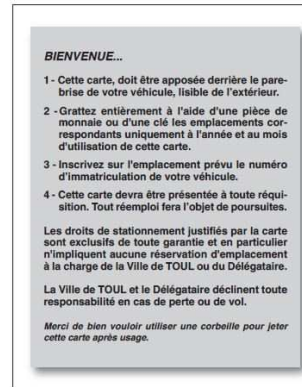 BIENVENUE...
1 - Cette carte, doit être apposée derrière le pare-
brise de votre véhicule, lisible de l'extérieur.
2 - Grattez entièrement à l'aide d'une pièce de
monnaie ou d'une clé les emplacements cor-
respondants uniquement à l'année et au mois
d'utilisation de cette carte.
3 - Inscrivez sur l'emplacement prévu le numéro
d'immatriculation de votre véhicule.
4 - Cette carte devra être présentée à toute réqui-
sition. Tout réemploi fera l'objet de poursuites.
Les droits de stationnement justifiés par la carte
sont exclusifs de toute garantie et en particulier
n'impliquent aucune réservation d'emplacement
à la charge de la Ville de TOUL ou du Délégataire.
La Ville de TOUL et le Délégataire déclinent toute
responsabilité en cas de perte ou de vol.
Merci de bien vouloir utiliser une corbeille pour jeter
cette carte après usage.